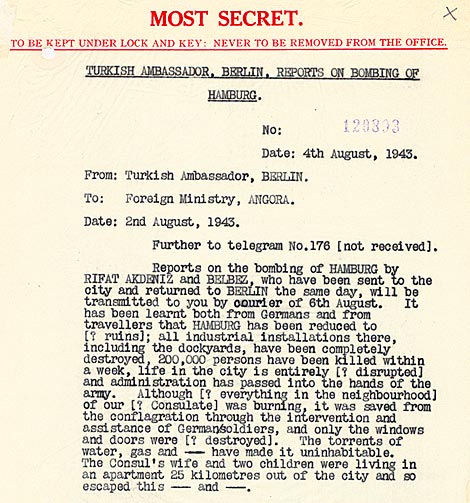 MOST SECRET.
TO BE KEPT UNDER LOCK AND KEY: NEVER TO BE REMOVED FROM THE OFFICE.
TURKISH AMBASSADOR, BERLIN, REPORTS ON BOMBING OF
HAMBURG.
No: 120393
Date: 4th August, 1943.
From: Turkish Ambassador, BERLIN.
To: Foreign Ministry, ANGORA.
Date: 2nd August, 1943.
Further to telegram No.176 [not received].
Reports on the bombing of HAMBURG by
RIFAT AKDENIZ and BELBEZ, who have been sent to the
city and returned to BERLIN the same day, will be
transmitted to you by courier of 6th August. It
has been learnt both from Germans and from
travellers that HAMBURG has been reduced to
[? ruins]; all industrial installations there,
including the dockyards, have been completely
destroyed, 200,000 persons have been killed within
a week, life in the city is entirely [? disrupted]
and administration has passed into the hands of the
army. Although [? everything in the neighbourhood]
of our [? Consulate] was burning, it was saved from
the conflagration through the intervention and
assistance of German/soldiers, and only the windows
and doors were [? destroyed]. The torrents of
water, gas and —— have made it uninhabitable.
The Consul's wife and two children were living in
an apartment 25 kilometres out of the city and so
escaped this —— and ——.